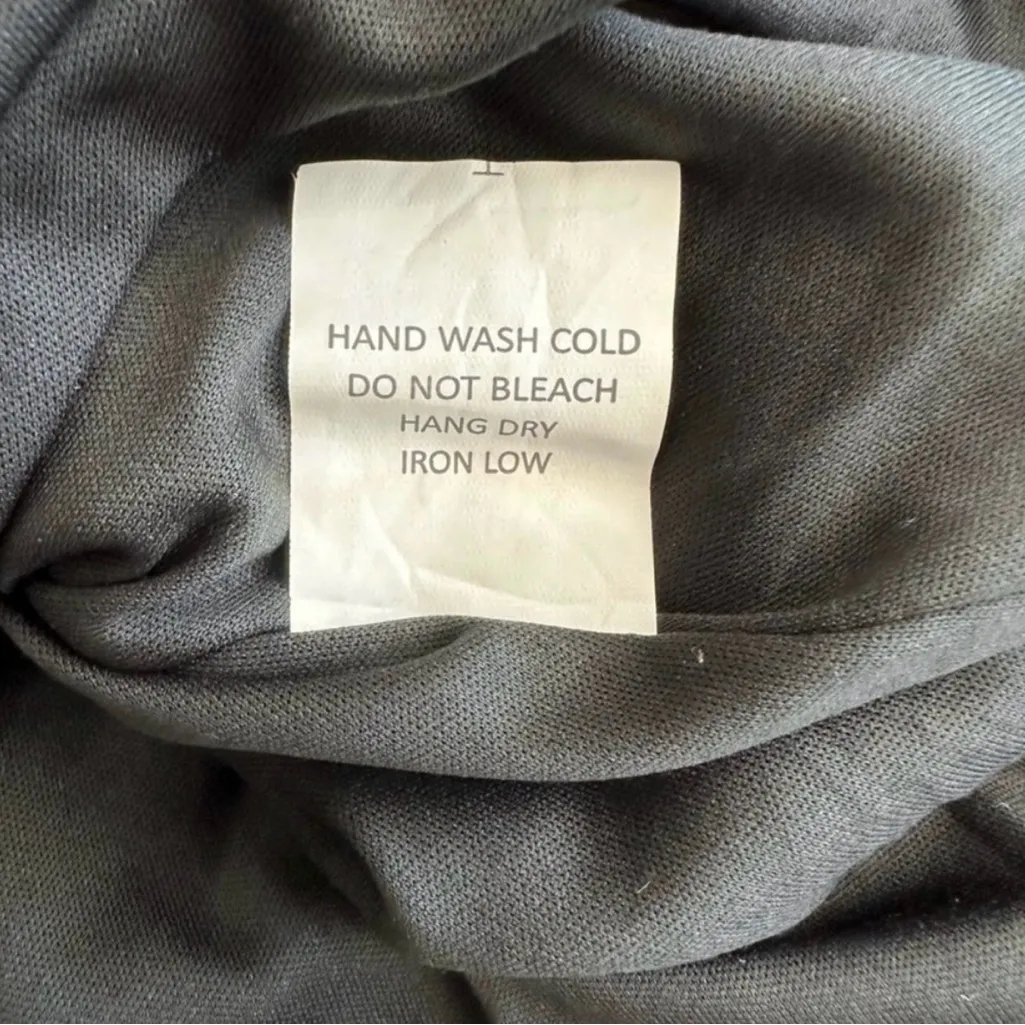 HAND WASH COLD
DO NOT BLEACH
HANG DRY
IRON LOW